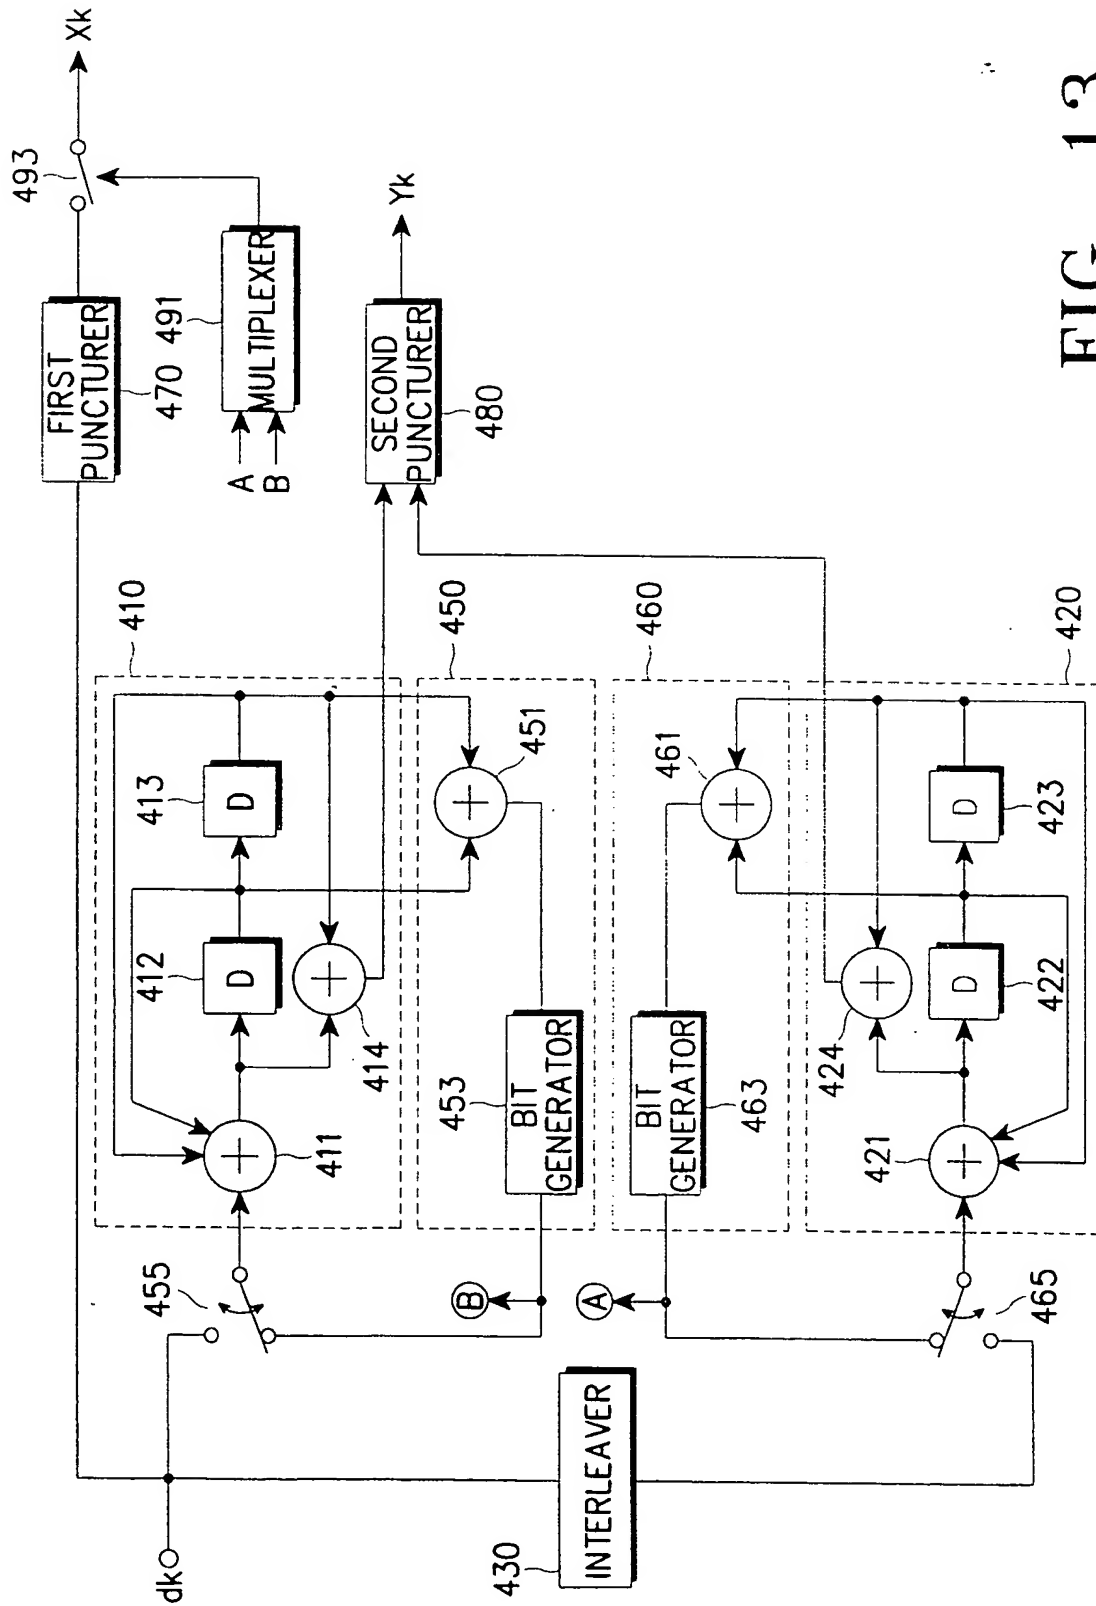 dk
Xk
493
FIRST
PUNCTURER
470
MULTIPLEXER
491
A
B
Yk
SECOND
PUNCTURER
480
410
411
412
D
413
D
414
455
450
451
453
BIT
GENERATOR
B
460
461
463
BIT
GENERATOR
A
430
INTERLEAVER
420
421
422
D
423
D
424
465
FIG. 13